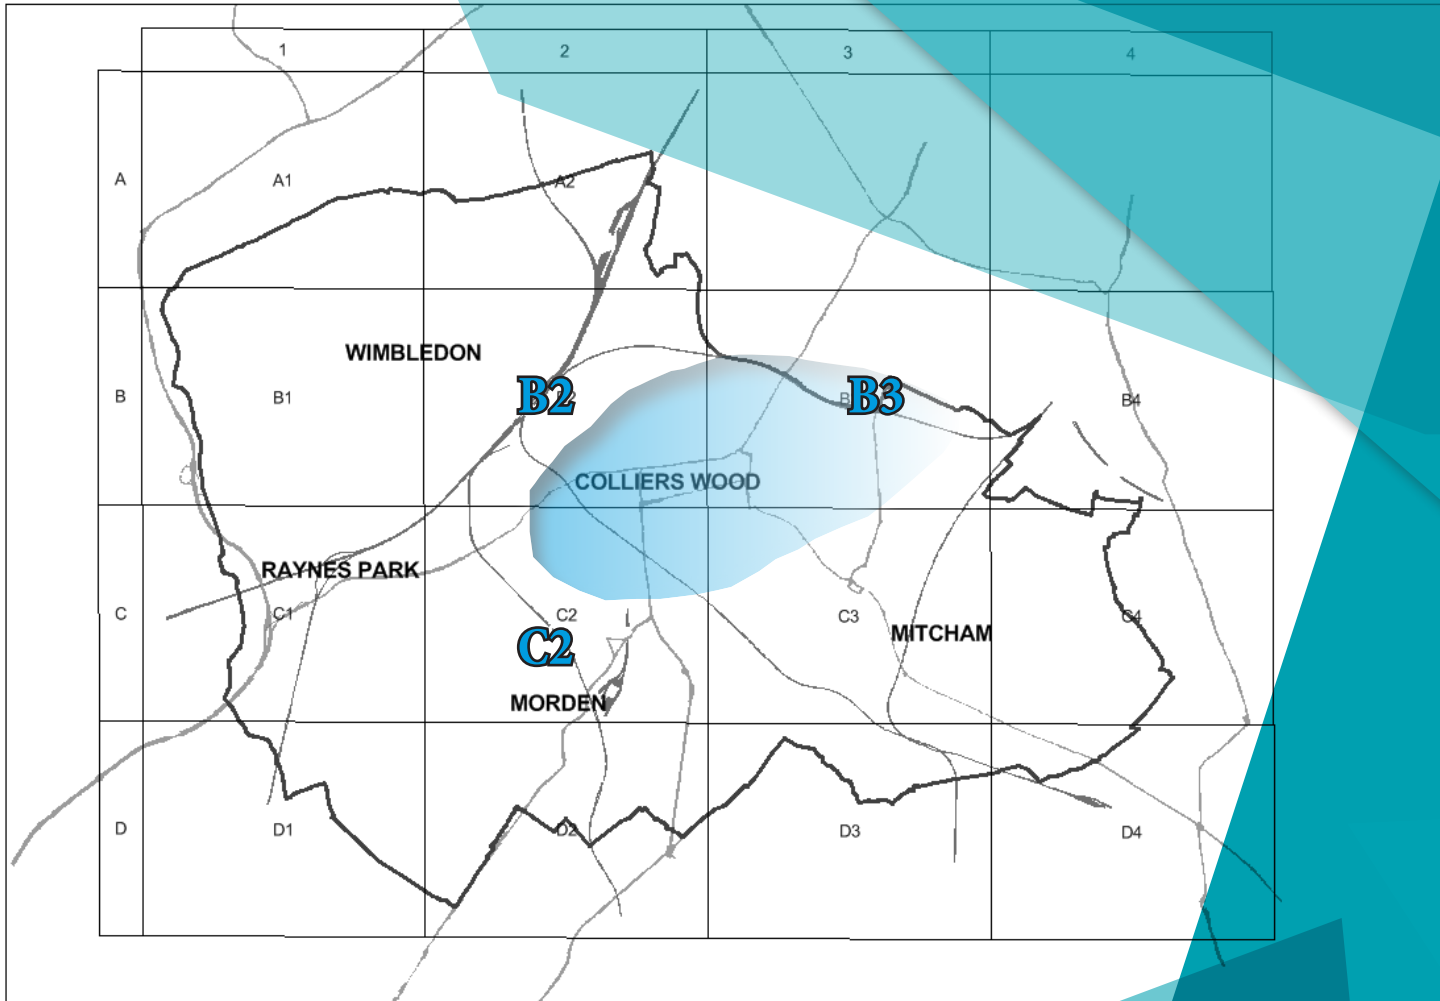 1
2
3
4
A
A1
A2
WIMBLEDON
B
B1
B2
B3
B4
COLLIERS WOOD
RAYNES PARK
C
C1
C2
C3
C4
MITCHAM
C2
MORDEN
D
D1
D2
D3
D4